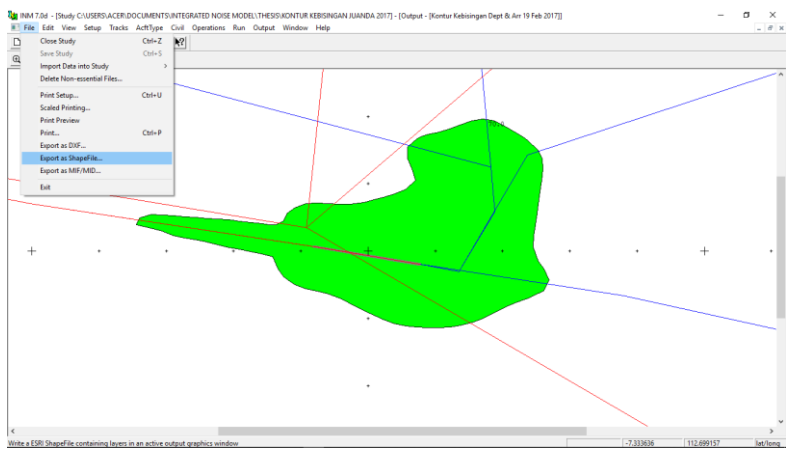 INM 7.0d - [Study C:\USERS\ACER\DOCUMENTS\INTEGRATED NOISE MODEL\THESIS\KONTUR KEBISINGAN JUANDA 2017] - [Output - [Kontur Kebisingan Dept & Arr 19 Feb 2017]]
File Edit View Setup Tracks AcftType Civil Operations Run Output Window Help
Close Study Ctrl-Z
Save Study Ctrl-S
Import Data into Study >
Delete Non-essential Files...
Print Setup... Ctrl-U
Scaled Printing...
Print Preview
Print... Ctrl-P
Export as DXF...
Export as ShapeFile...
Export as MIF/MID...
Exit
Write a ESRI ShapeFile containing layers in an active output graphics window
-7.333636 112.699157 lat/long